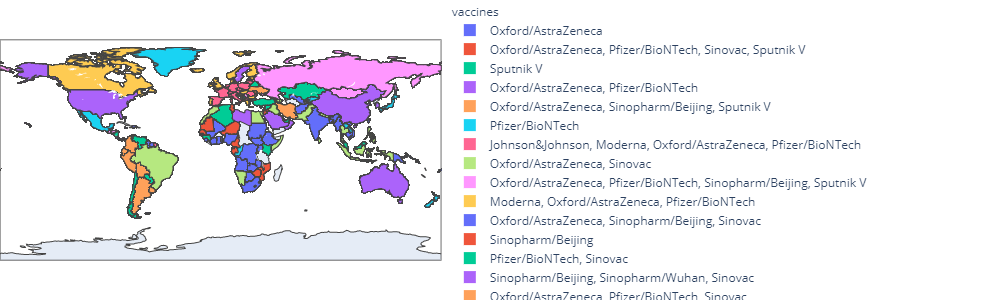 vaccines
Oxford/AstraZeneca
Oxford/AstraZeneca, Pfizer/BioNTech, Sinovac, Sputnik V
Sputnik V
Oxford/AstraZeneca, Pfizer/BioNTech
Oxford/AstraZeneca, Sinopharm/Beijing, Sputnik V
Pfizer/BioNTech
Johnson&Johnson, Moderna, Oxford/AstraZeneca, Pfizer/BioNTech
Oxford/AstraZeneca, Sinovac
Oxford/AstraZeneca, Pfizer/BioNTech, Sinopharm/Beijing, Sputnik V
Moderna, Oxford/AstraZeneca, Pfizer/BioNTech
Oxford/AstraZeneca, Sinopharm/Beijing, Sinovac
Sinopharm/Beijing
Pfizer/BioNTech, Sinovac
Sinopharm/Beijing, Sinopharm/Wuhan, Sinovac
Oxford/AstraZeneca, Pfizer/BioNTech, Sinovac